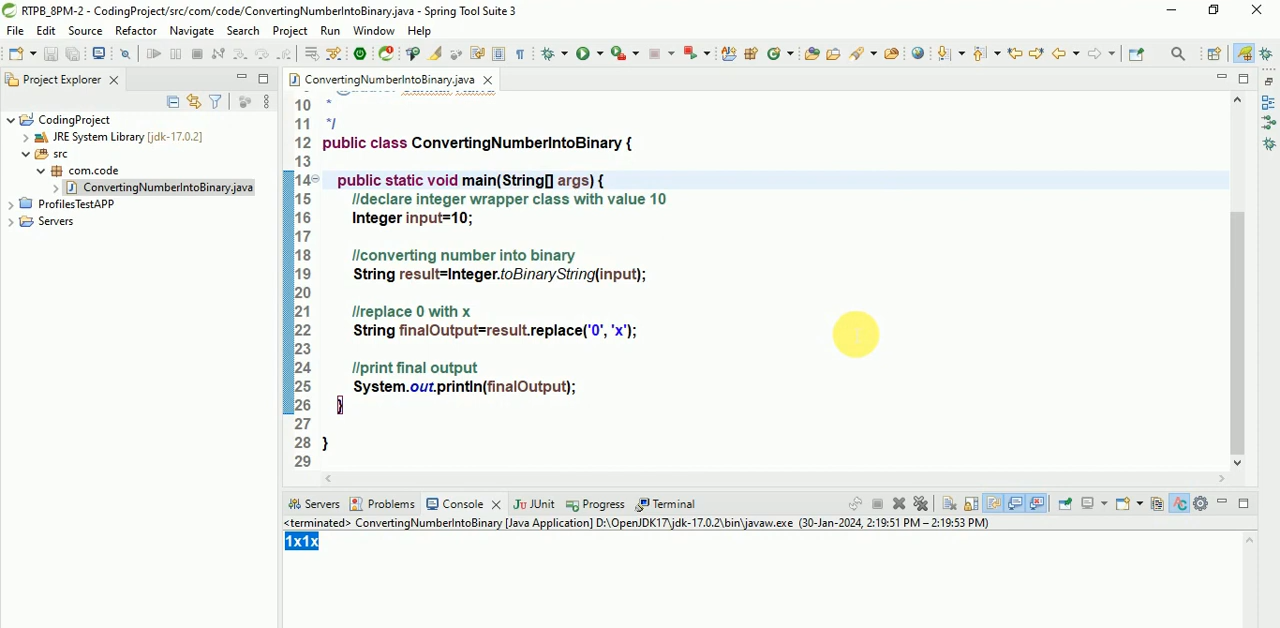 RTPB_8PM-2 - CodingProject/src/com/code/ConvertingNumberIntoBinary.java - Spring Tool Suite 3
File Edit Source Refactor Navigate Search Project Run Window Help
Project Explorer
ConvertingNumberIntoBinary.java
CodingProject
JRE System Library [jdk-17.0.2]
src
com.code
ConvertingNumberIntoBinary.java
ProfilesTestAPP
Servers
10 *
11 */
12 public class ConvertingNumberIntoBinary {
13
14 public static void main(String[] args) {
15 //declare integer wrapper class with value 10
16 Integer input=10;
17
18 //converting number into binary
19 String result=Integer.toBinaryString(input);
20
21 //replace 0 with x
22 String finalOutput=result.replace('0', 'x');
23
24 //print final output
25 System.out.println(finalOutput);
26 }
27
28 }
29
Servers Problems Console JUnit Progress Terminal
<terminated> ConvertingNumberIntoBinary [Java Application] D:\OpenJDK17\jdk-17.0.2\bin\javaw.exe (30-Jan-2024, 2:19:51 PM – 2:19:53 PM)
1x1x